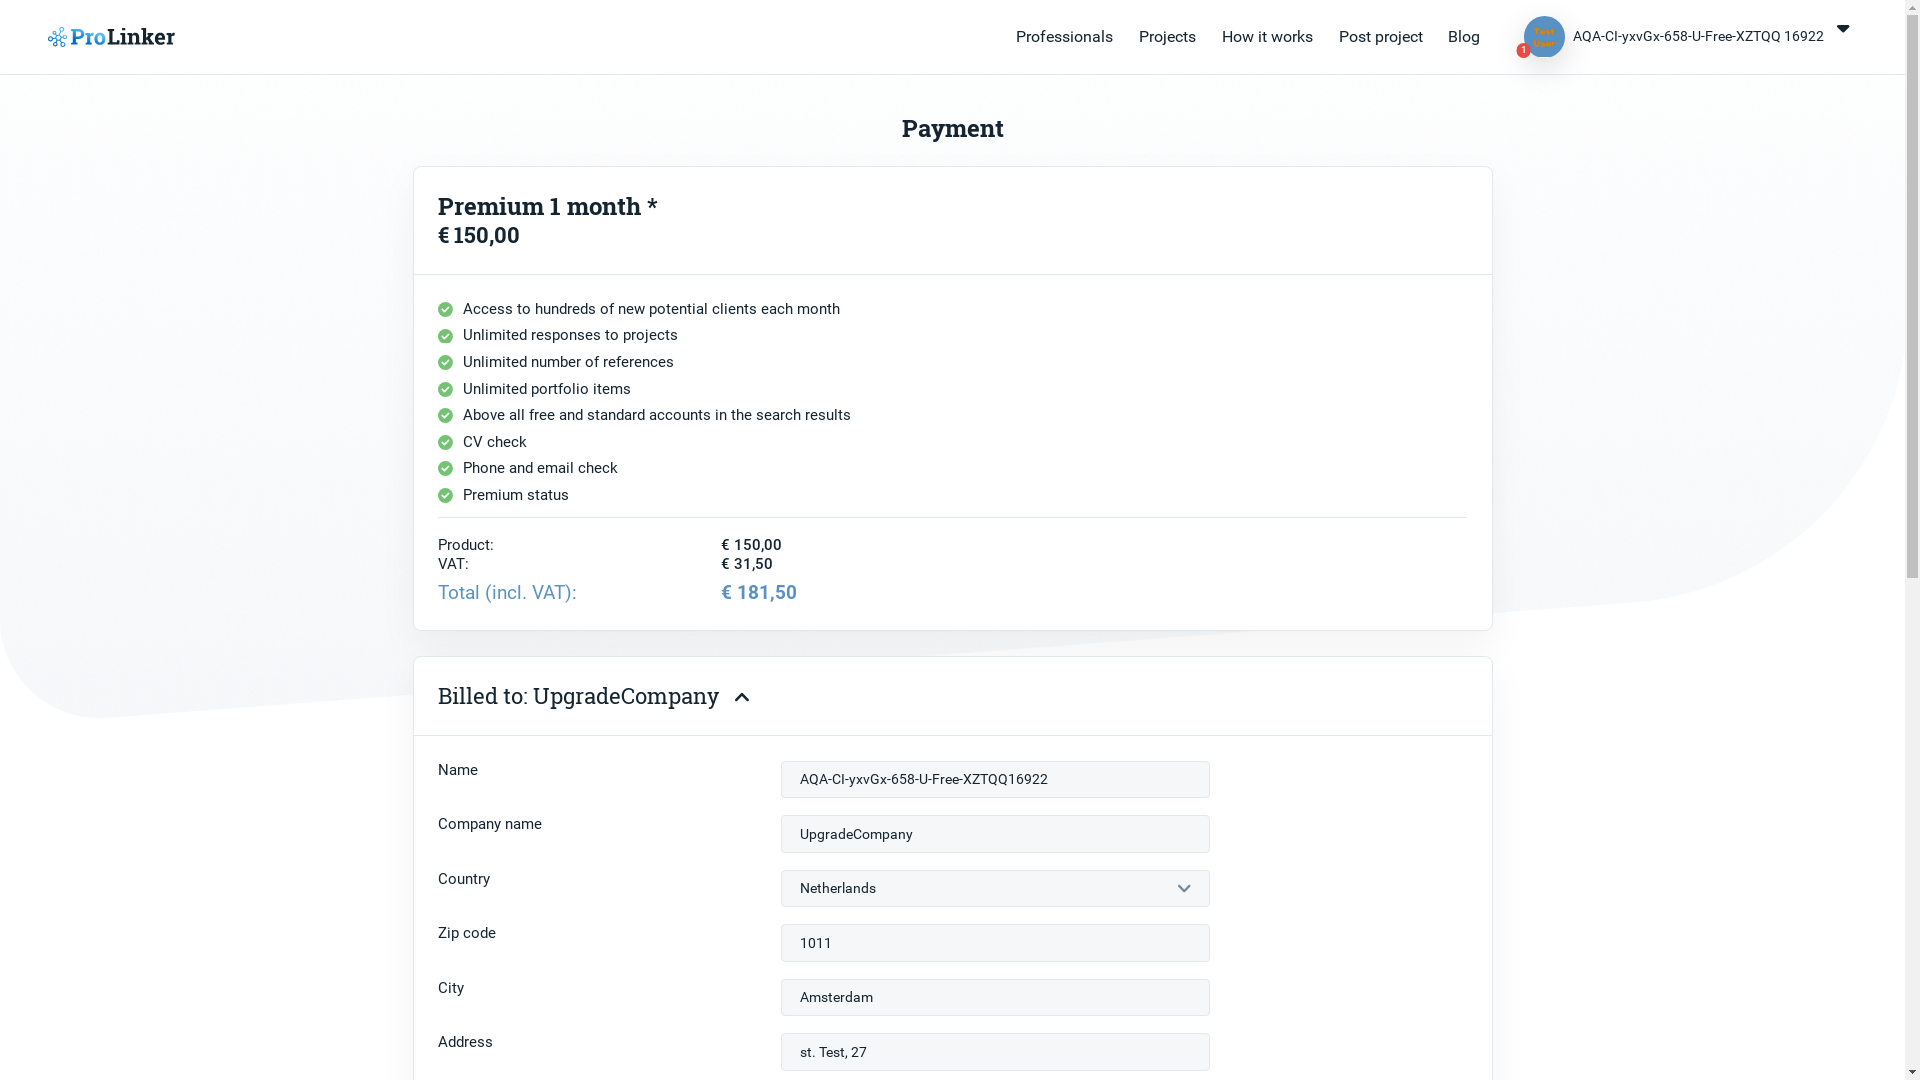 ProLinker
Professionals
Projects
How it works
Post project
Blog
Test
User
1
AQA-CI-yxvGx-658-U-Free-XZTQQ 16922
Payment
Premium 1 month *
€ 150,00
Access to hundreds of new potential clients each month
Unlimited responses to projects
Unlimited number of references
Unlimited portfolio items
Above all free and standard accounts in the search results
CV check
Phone and email check
Premium status
Product: € 150,00
VAT: € 31,50
Total (incl. VAT): € 181,50
Billed to: UpgradeCompany
Name AQA-CI-yxvGx-658-U-Free-XZTQQ16922
Company name UpgradeCompany
Country Netherlands
Zip code 1011
City Amsterdam
Address st. Test, 27